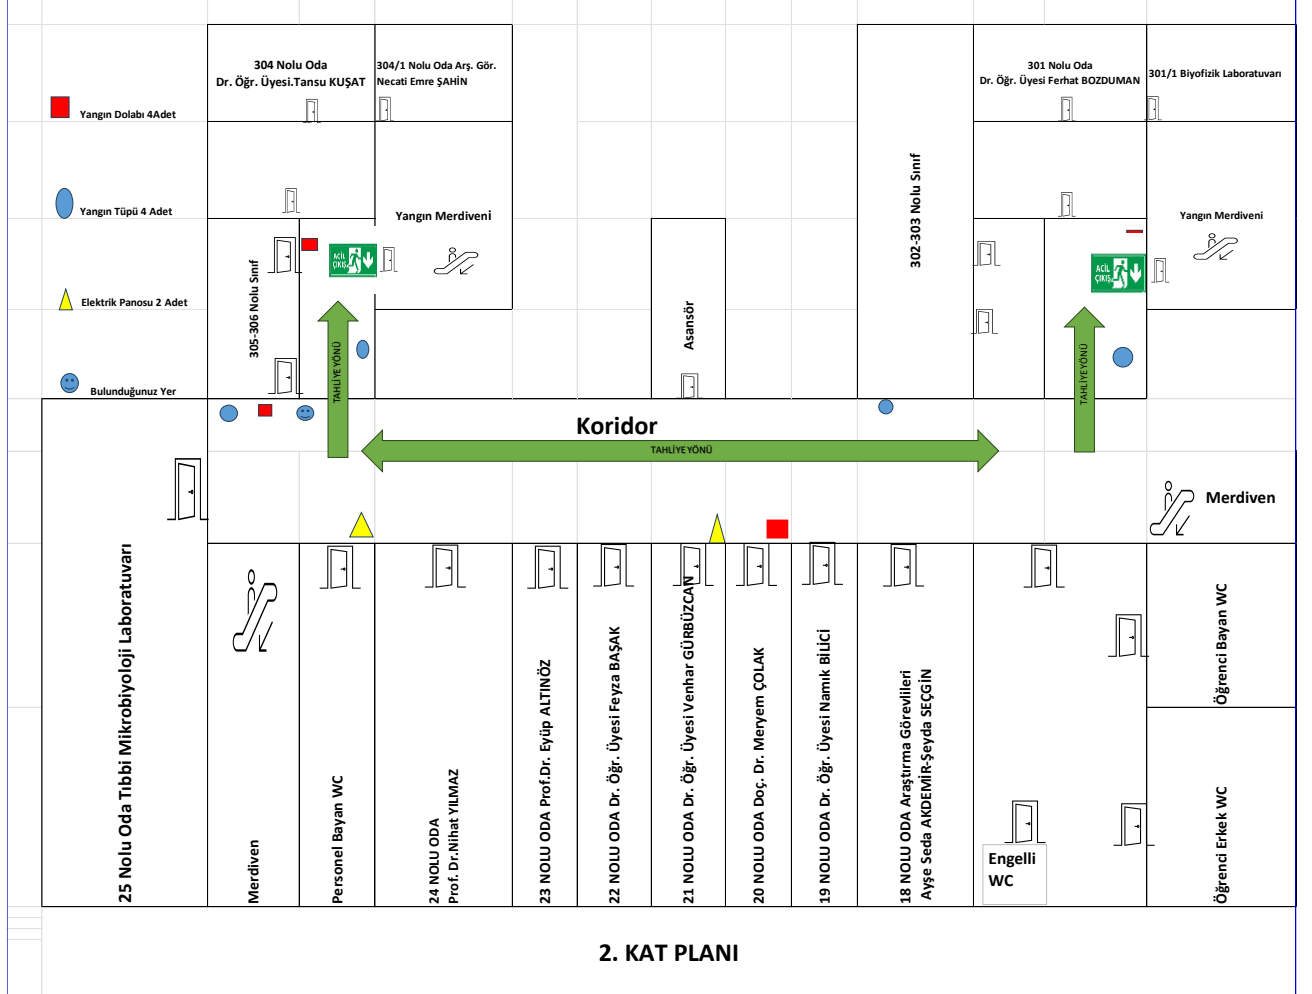 304 Nolu Oda
Dr. Öğr. Üyesi.Tansu KUŞAT
304/1 Nolu Oda Arş. Gör.
Necati Emre ŞAHİN
301 Nolu Oda
Dr. Öğr. Üyesi Ferhat BOZDUMAN
301/1 Biyofizik Laboratuvarı
Yangın Dolabı 4Adet
Yangın Tüpü 4 Adet
Elektrik Panosu 2 Adet
Bulunduğunuz Yer
305-306 Nolu Sınıf
ACİL
ÇIKIŞ
Yangın Merdiveni
TAHLİYE YÖNÜ
Asansör
302-303 Nolu Sınıf
ACİL
ÇIKIŞ
Yangın Merdiveni
TAHLİYE YÖNÜ
Koridor
TAHLİYE YÖNÜ
Merdiven
25 Nolu Oda Tıbbi Mikrobiyoloji Laboratuvarı
Merdiven
Personel Bayan WC
24 NOLU ODA
Prof. Dr.Nihat YILMAZ
23 NOLU ODA Prof.Dr. Eyüp ALTINÖZ
22 NOLU ODA Dr. Öğr. Üyesi Feyza BAŞAK
21 NOLU ODA Dr. Öğr. Üyesi Venhar GÜRBÜZCAN
20 NOLU ODA Doç. Dr. Meryem ÇOLAK
19 NOLU ODA Dr. Öğr. Üyesi Namık BİLİCİ
18 NOLU ODA Araştırma Görevlileri
Ayşe Seda AKDEMİR-Şeyda SEÇGİN
Engelli
WC
Öğrenci Bayan WC
Öğrenci Erkek WC
2. KAT PLANI